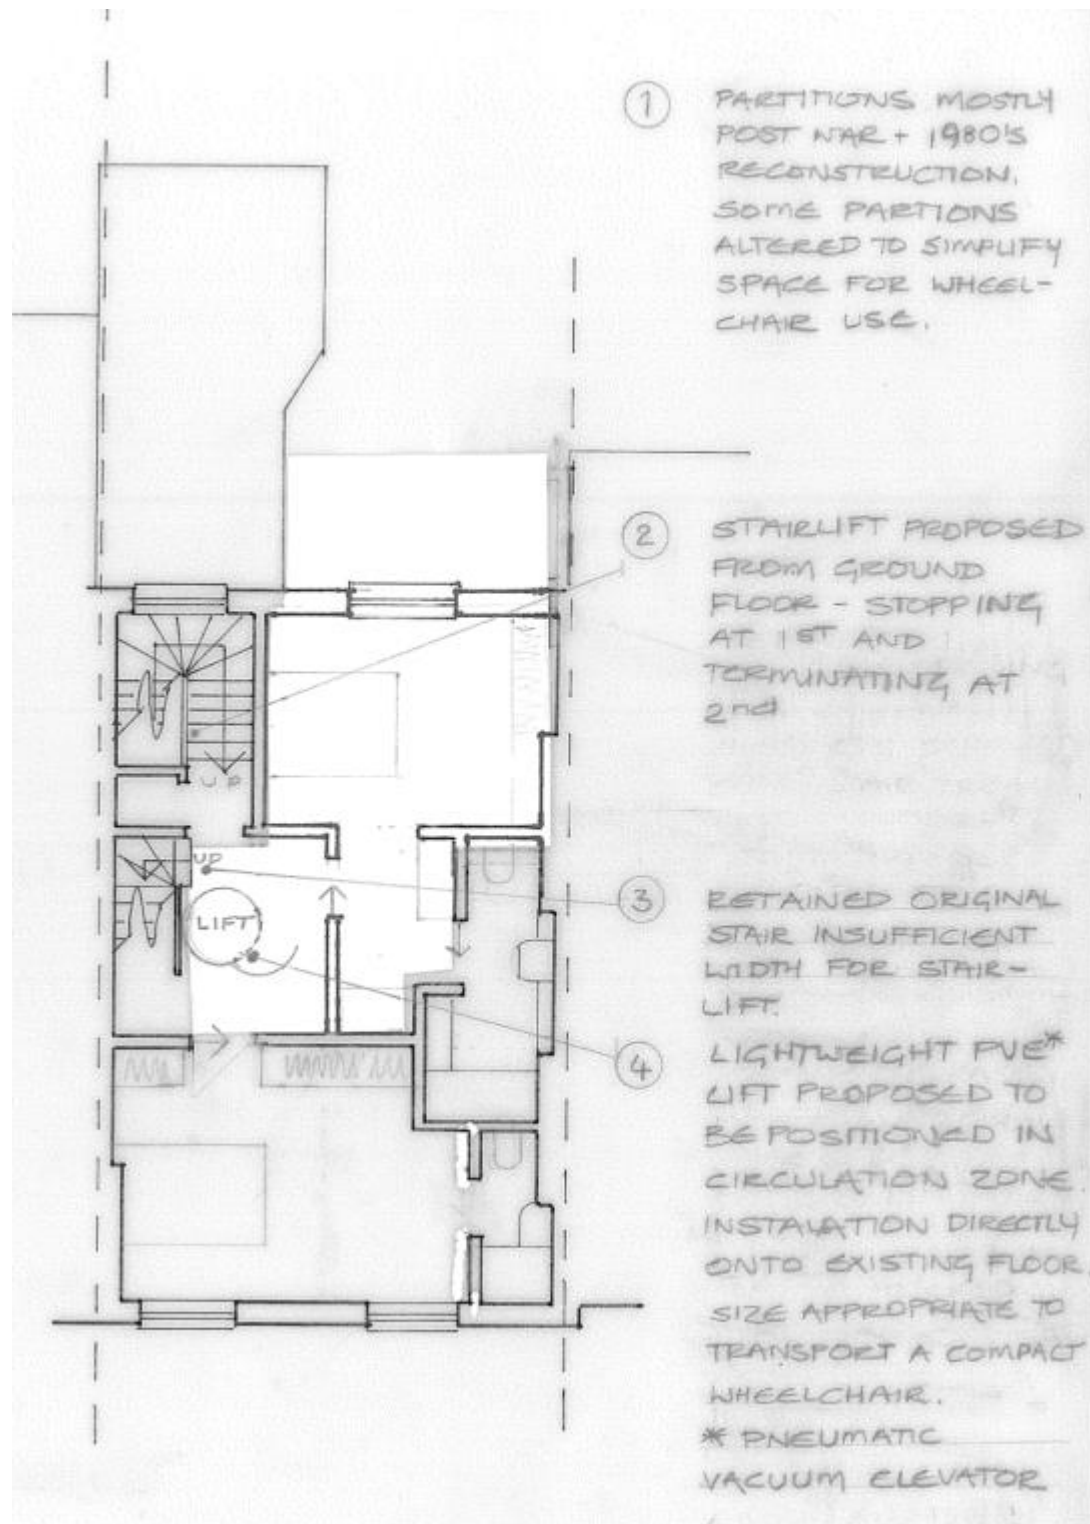 1
PARTITIONS MOSTLY
POST WAR + 1980'S
RECONSTRUCTION.
SOME PARTIONS
ALTERED TO SIMPLIFY
SPACE FOR WHEEL-
CHAIR USE.
2
STAIRLIFT PROPOSED
FROM GROUND
FLOOR - STOPPING
AT 1ST AND
TERMINATING AT
2nd
UP
UP
LIFT
3
RETAINED ORIGINAL
STAIR INSUFFICIENT
WIDTH FOR STAIR-
LIFT.
4
LIGHTWEIGHT PVE*
LIFT PROPOSED TO
BE POSITIONED IN
CIRCULATION ZONE.
INSTALATION DIRECTLY
ONTO EXISTING FLOOR.
SIZE APPROPRIATE TO
TRANSPORT A COMPACT
WHEELCHAIR.
* PNEUMATIC
VACUUM ELEVATOR